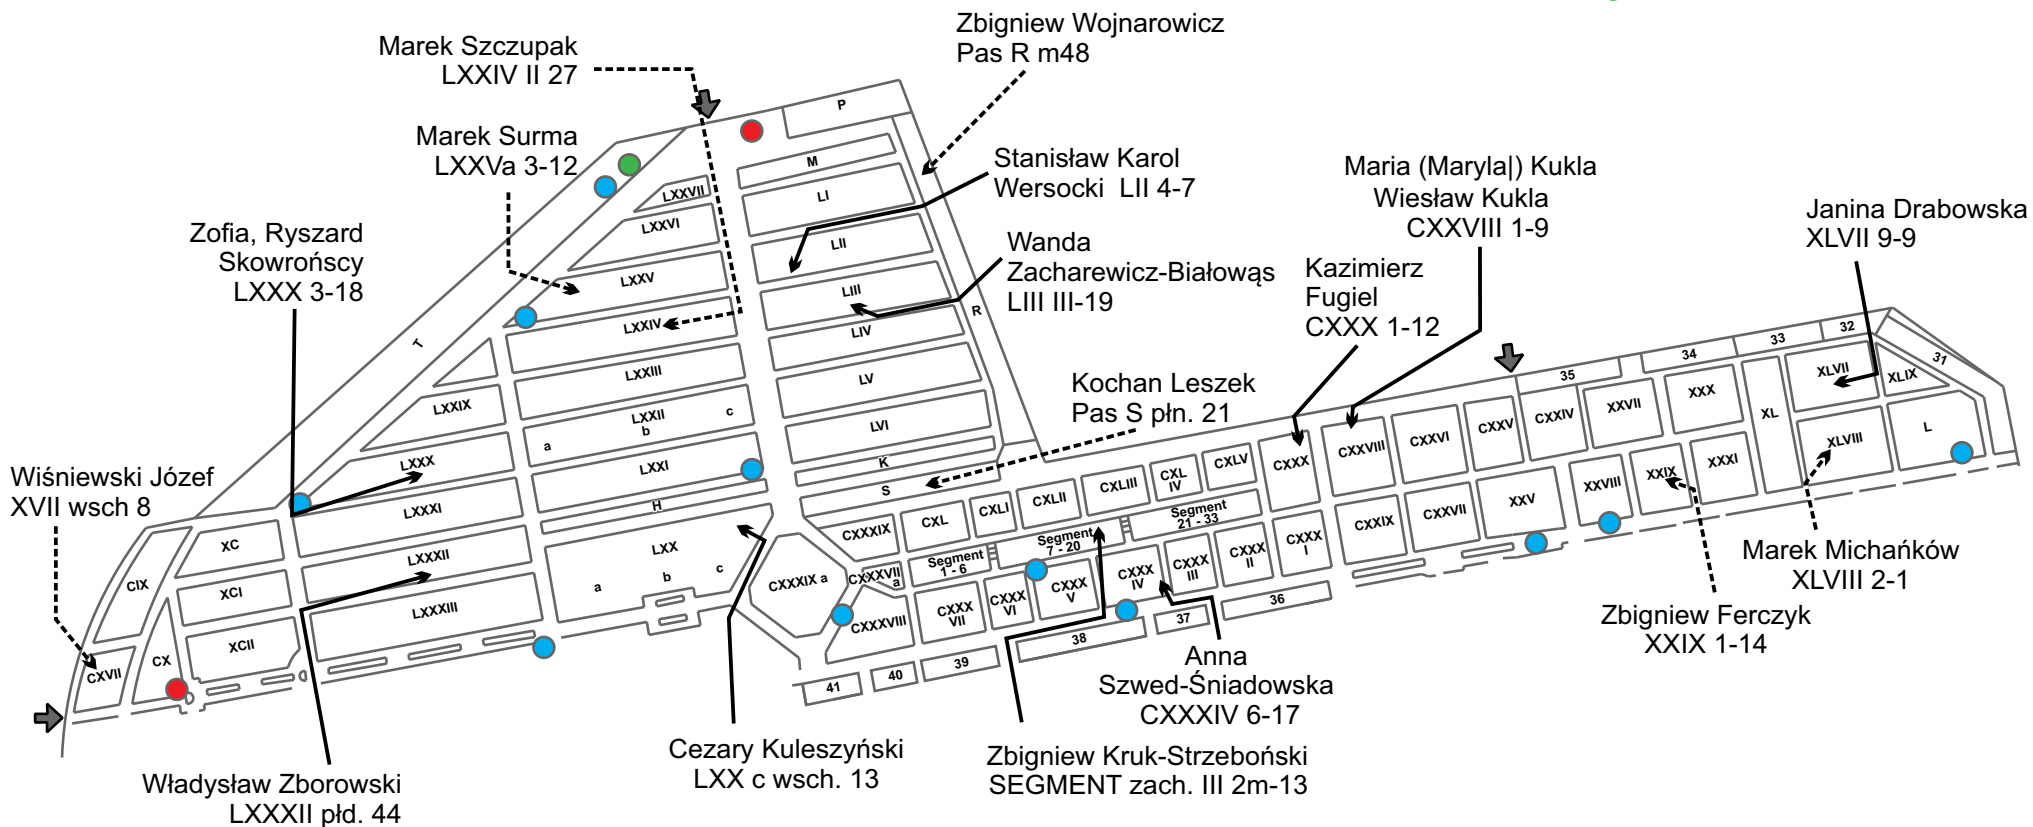 Zbigniew Wojnarowicz
Pas R m48
Marek Szczupak
LXXIV II 27
Marek Surma
LXXVa 3-12
Stanisław Karol
Wersocki LII 4-7
Maria (Maryla|) Kukla
Wiesław Kukla
CXXVIII 1-9
Janina Drabowska
XLVII 9-9
Zofia, Ryszard
Skowrońscy
LXXX 3-18
Wanda
Zacharewicz-Białowąs
LIII III-19
Kazimierz
Fugiel
CXXX 1-12
Kochan Leszek
Pas S płn. 21
Wiśniewski Józef
XVII wsch 8
Marek Michańków
XLVIII 2-1
Zbigniew Ferczyk
XXIX 1-14
Anna
Szwed-Śniadowska
CXXXIV 6-17
Cezary Kuleszyński
LXX c wsch. 13
Zbigniew Kruk-Strzeboński
SEGMENT zach. III 2m-13
Władysław Zborowski
LXXXII płd. 44
P
M
LI
LII
LIII
LIV
LV
LVI
K
S
R
T
LXXVII
LXXVI
LXXV
LXXIV
LXXIII
LXXII
a
b
c
LXXI
H
LXX
a
b
c
LXXIX
LXXX
LXXXI
LXXXII
LXXXIII
XC
XCI
XCII
CIX
CX
CXVII
CXXXIX a
CXXXIX
CXL
CXLI
CXLII
CXLIII
CXL
IV
CXLV
CXXXVII
a
Segment
1 - 6
Segment
7 - 20
Segment
21 - 33
CXXXVIII
CXXX
VII
CXXX
VI
CXXX
V
CXXX
IV
CXXX
III
CXXX
II
CXXX
I
CXXX
CXXVIII
CXXVI
CXXV
CXXIV
XXVII
XXX
XL
XLVII
XLIX
CXXIX
CXXVII
XXV
XXVIII
XXIX
XXXI
XLVIII
L
31
32
33
34
35
36
37
38
39
40
41